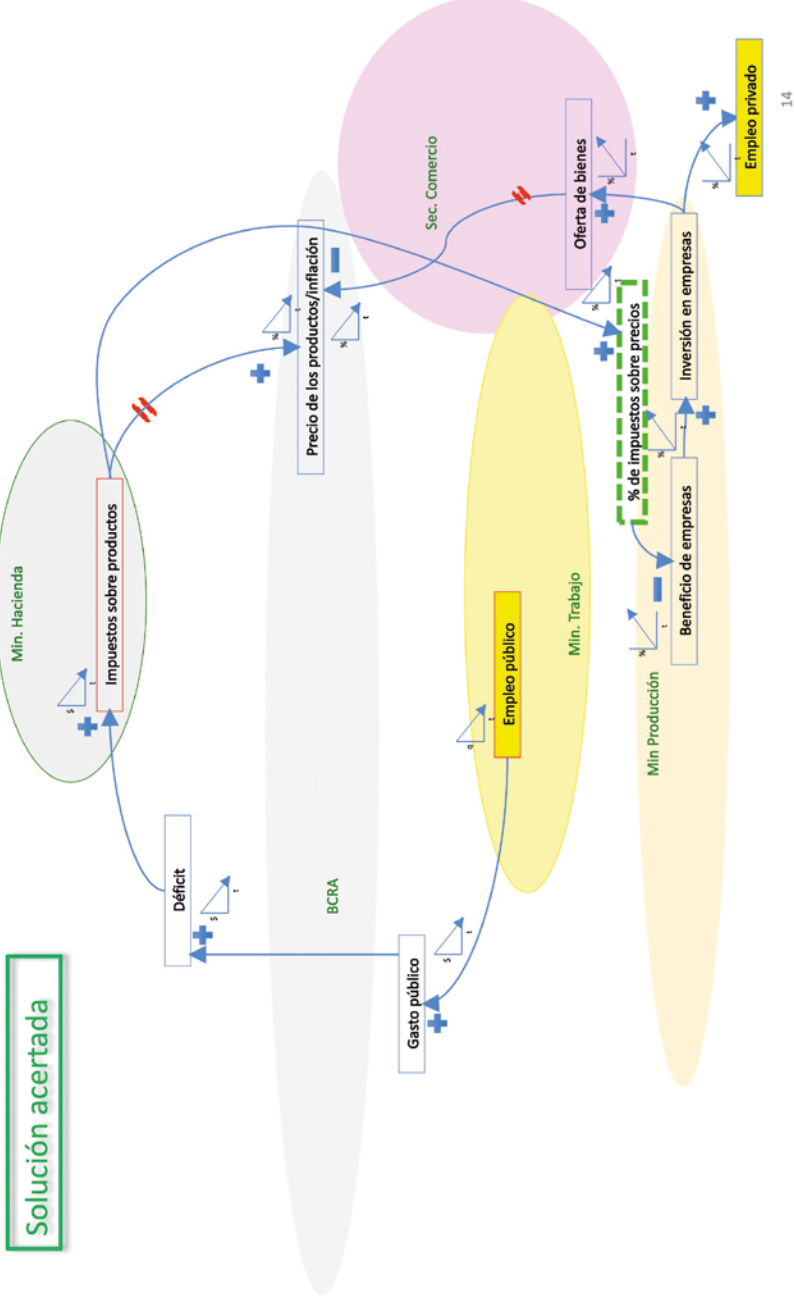 Solución acertada
Min. Hacienda
$
t
Impuestos sobre productos
Déficit
$
t
%
t
Precio de los productos/inflación
BCRA
%
t
Gasto público
Sec. Comercio
$
t
q
t
Empleo público
Min. Trabajo
Oferta de bienes
%
t
%
t
% de impuestos sobre precios
%
t
Min Producción
%
t
Beneficio de empresas
Inversión en empresas
%
t
Empleo privado
14